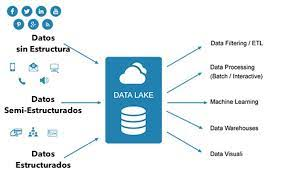 Datos
sin Estructura
Datos
Semi-Estructurados
Datos
Estructurados
DATA LAKE
Data Filtering / ETL
Data Processing
(Batch / Interactive)
Machine Learning
Data Warehouses
Data Visuali